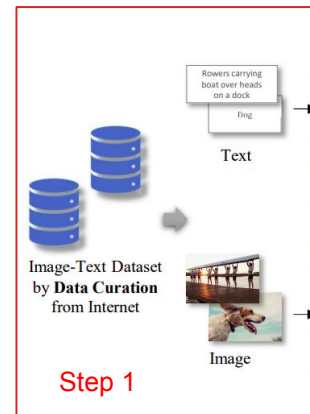 Rowers carrying
boat over heads
on a dock
Dog
Text
Image-Text Dataset
by Data Curation
from Internet
Image
Step 1